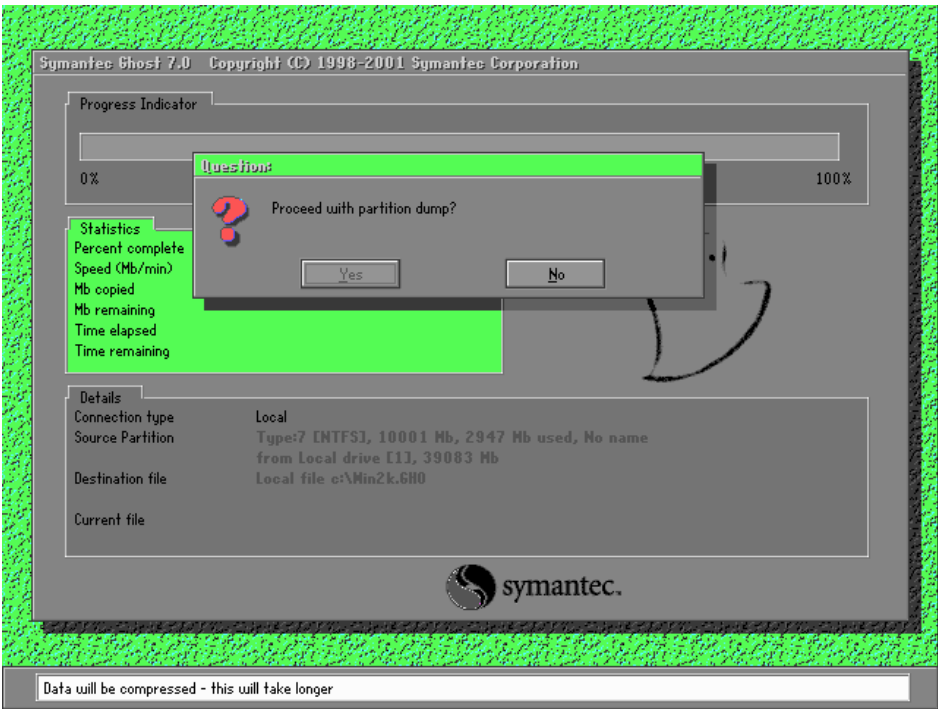 Symantec Ghost 7.0 Copyright (C) 1998-2001 Symantec Corporation
Progress Indicator
0% 100%
Question:
Proceed with partition dump?
Yes No
Statistics
Percent complete
Speed (Mb/min)
Mb copied
Mb remaining
Time elapsed
Time remaining
Details
Connection type Local
Source Partition Type:7 [NTFS], 10001 Mb, 2947 Mb used, No name
from Local drive [1], 39083 Mb
Destination file Local file c:\Win2k.GHO
Current file
symantec.
Data will be compressed - this will take longer